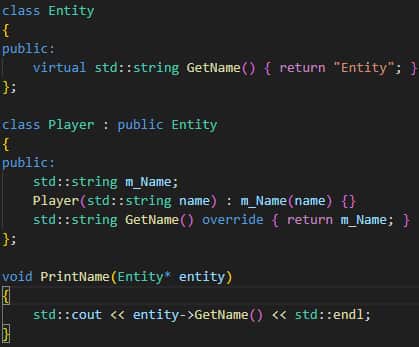 class Entity
{
public:
    virtual std::string GetName() { return "Entity"; }
};

class Player : public Entity
{
public:
    std::string m_Name;
    Player(std::string name) : m_Name(name) {}
    std::string GetName() override { return m_Name; }
};

void PrintName(Entity* entity)
{
    std::cout << entity->GetName() << std::endl;
}